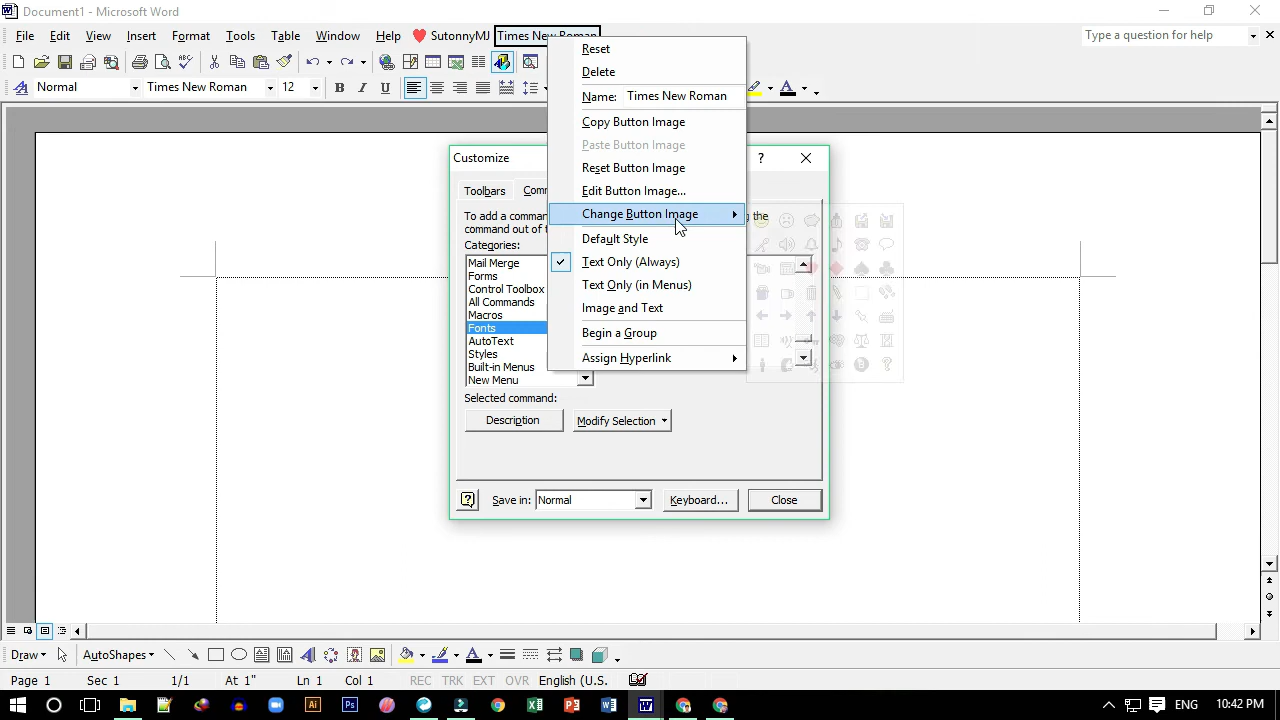 Document1 - Microsoft Word
File Edit View Insert Format Tools Table Window Help SutonnyMJ Times New Roman Type a question for help
Normal Times New Roman 12 B I U A
Reset
Delete
Name: Times New Roman
Copy Button Image
Paste Button Image
Reset Button Image
Edit Button Image...
Change Button Image
Default Style
Text Only (Always)
Text Only (in Menus)
Image and Text
Begin a Group
Assign Hyperlink
Customize
Toolbars
To add a comman
the
command out of t
Categories:
Mail Merge
Forms
Control Toolbox
All Commands
Macros
Fonts
AutoText
Styles
Built-in Menus
New Menu
Selected command:
Description Modify Selection
Save in: Normal Keyboard... Close
Draw AutoShapes
Page 1 Sec 1 1/1 At 1" Ln 1 Col 1 REC TRK EXT OVR English (U.S.
ENG 10:42 PM